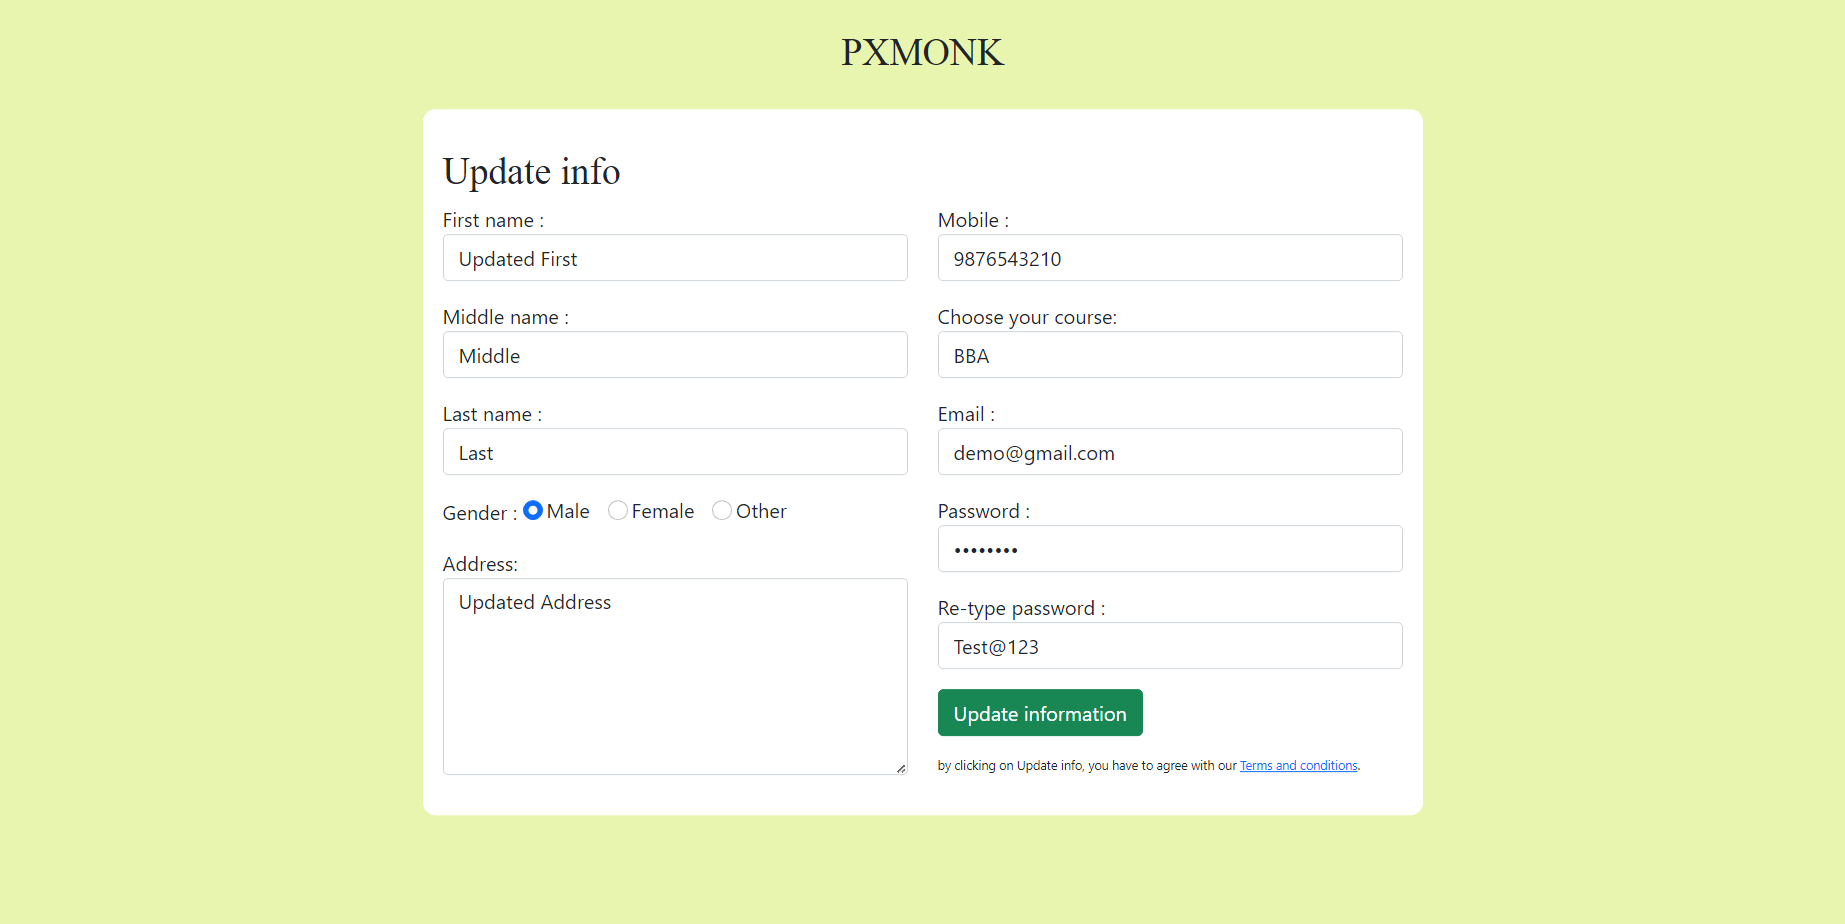 PXMONK
Update info
First name :
Updated First
Middle name :
Middle
Last name :
Last
Gender : Male Female Other
Address:
Updated Address
Mobile :
9876543210
Choose your course:
BBA
Email :
demo@gmail.com
Password :
••••••••
Re-type password :
Test@123
Update information
by clicking on Update info, you have to agree with our Terms and conditions.